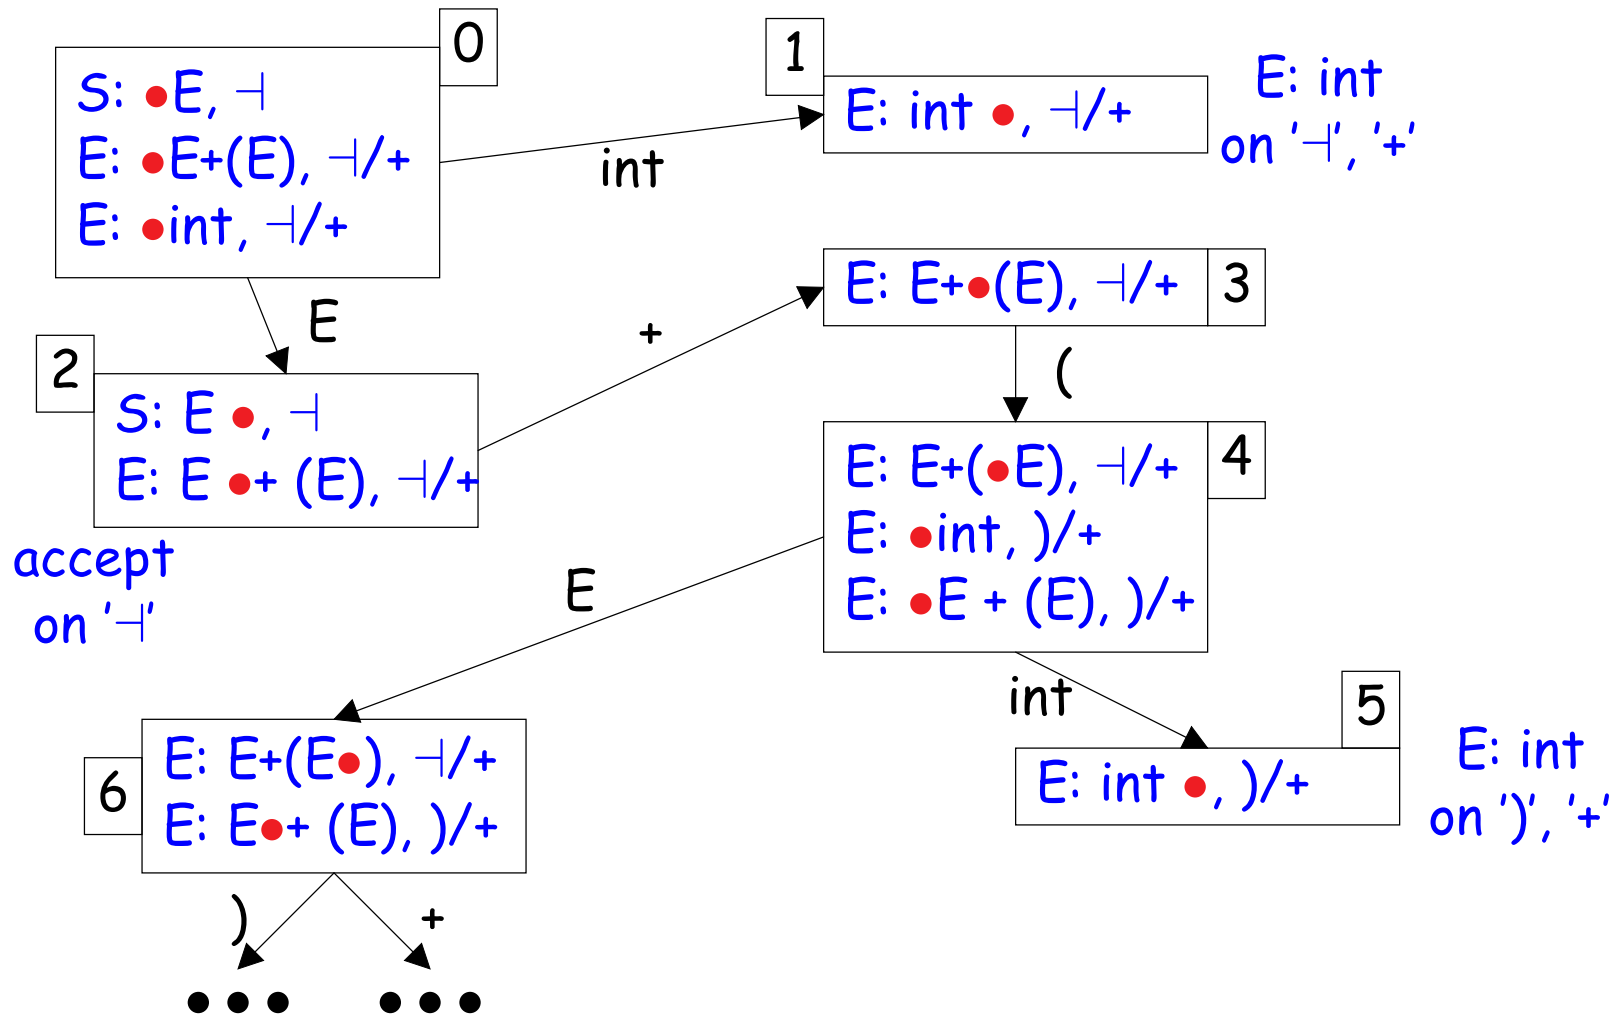 0
S: •E, ⊣
E: •E+(E), ⊣/+
E: •int, ⊣/+
1
E: int •, ⊣/+
E: int
on '⊣', '+'
int
E
+
E: E+•(E), ⊣/+
3
2
S: E •, ⊣
E: E •+ (E), ⊣/+
accept
on '⊣'
(
4
E: E+(•E), ⊣/+
E: •int, )/+
E: •E + (E), )/+
E
int
5
E: int •, )/+
E: int
on ')', '+'
6
E: E+(E•), ⊣/+
E: E•+ (E), )/+
)
+
● ● ●
● ● ●